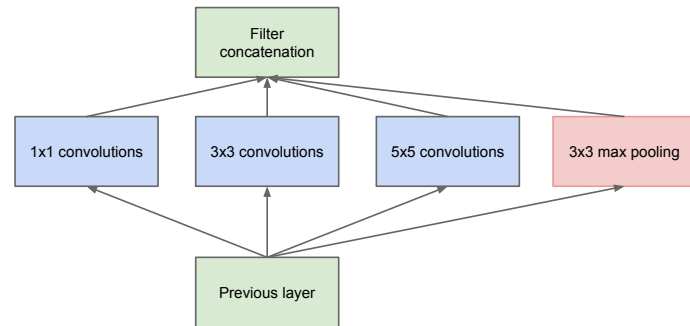 Filter
concatenation
1x1 convolutions
3x3 convolutions
5x5 convolutions
3x3 max pooling
Previous layer